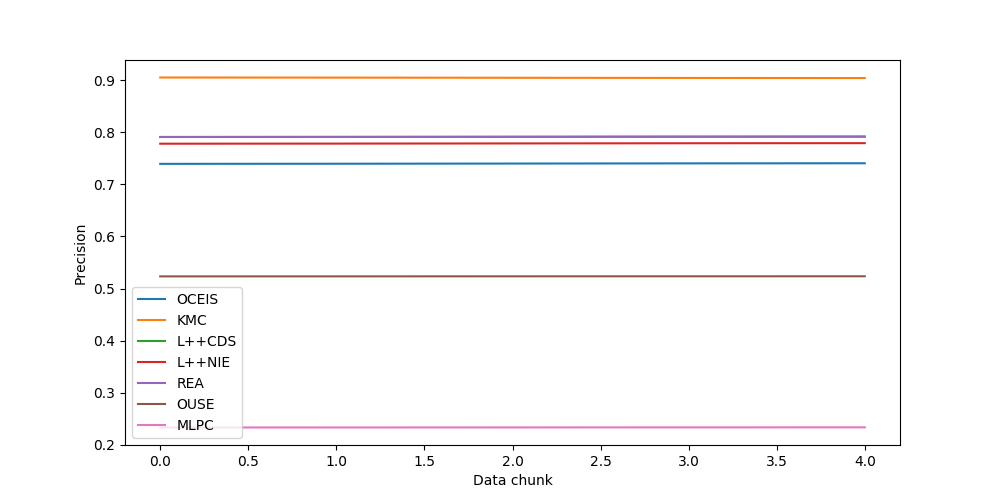 0.9
0.8
0.7
0.6
0.5
0.4
0.3
0.2
Precision
OCEIS
KMC
L++CDS
L++NIE
REA
OUSE
MLPC
0.0 0.5 1.0 1.5 2.0 2.5 3.0 3.5 4.0
Data chunk